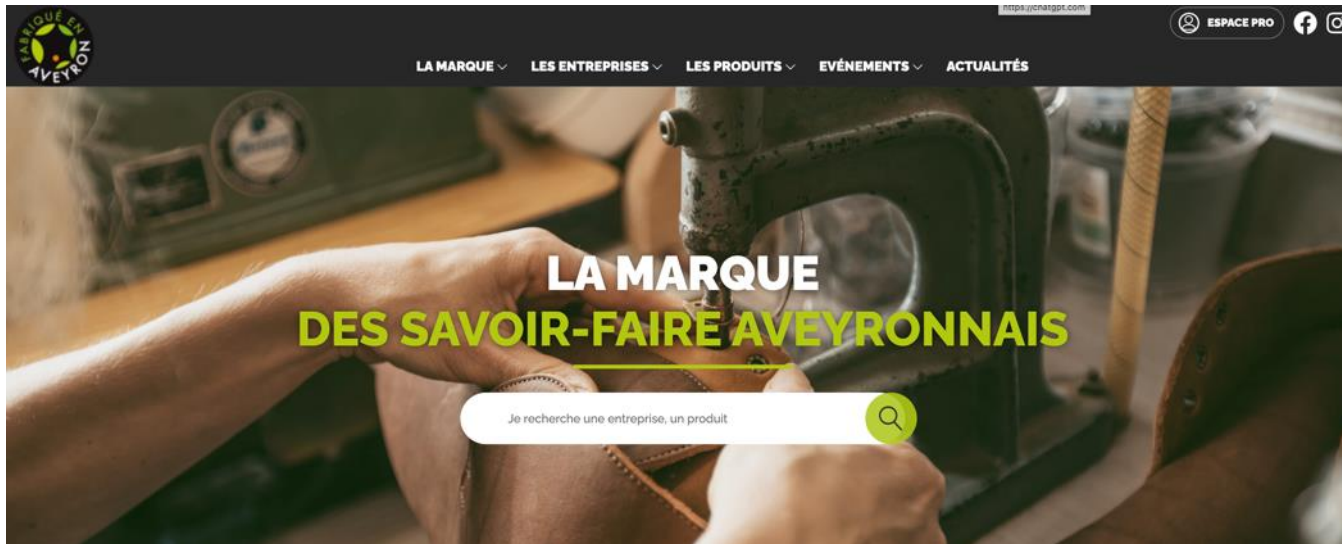 https://chatgpt.com
FABRIQUÉ EN
AVEYRON
ESPACE PRO
LA MARQUE
LES ENTREPRISES
LES PRODUITS
EVÉNEMENTS
ACTUALITÉS
LA MARQUE
DES SAVOIR-FAIRE AVEYRONNAIS
Je recherche une entreprise, un produit